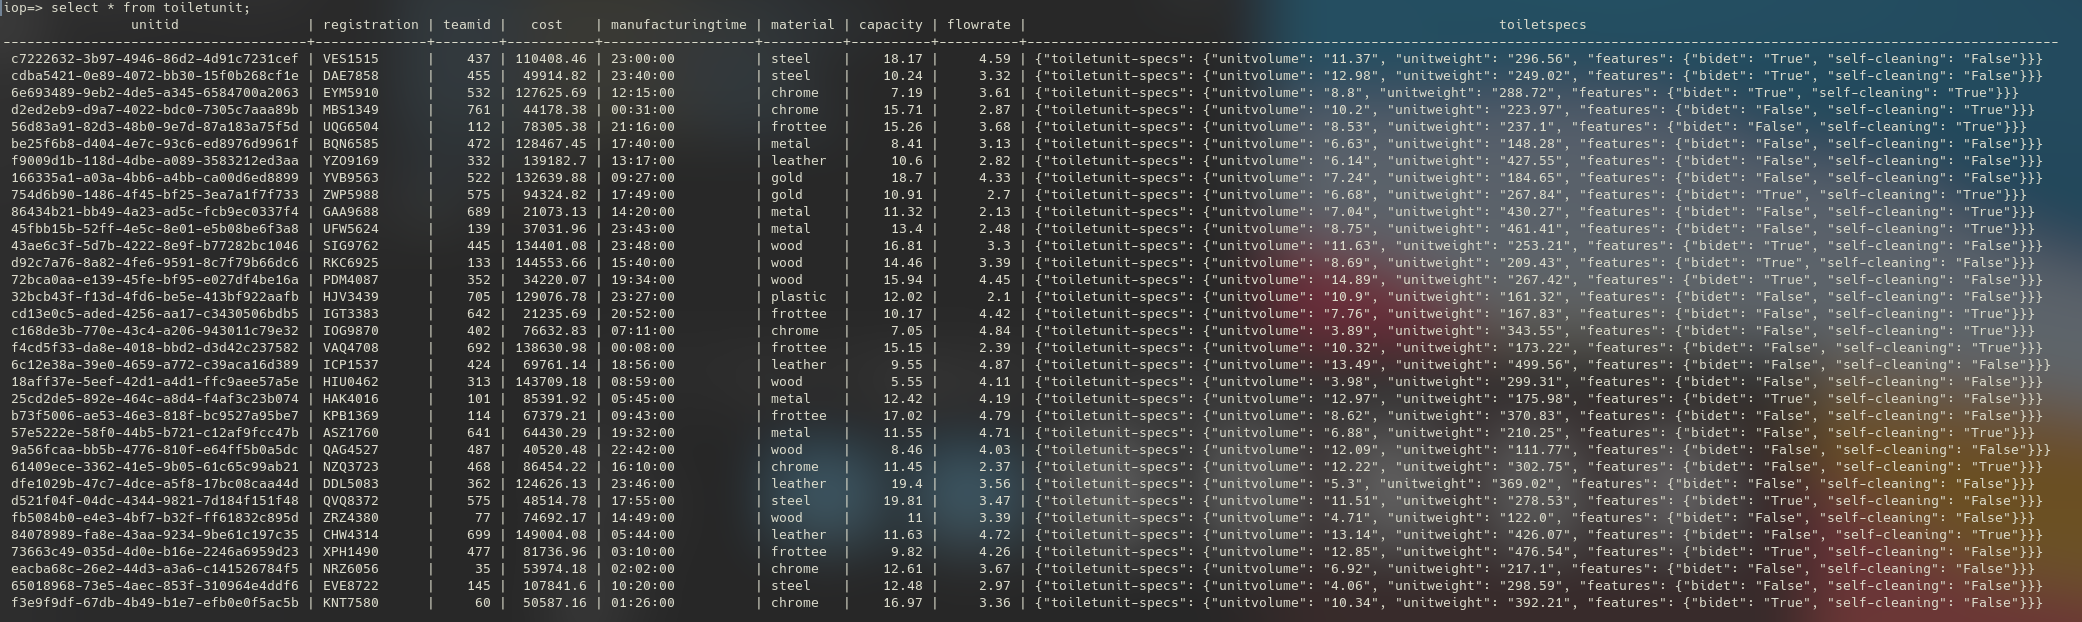 iop=> select * from toiletunit;
unitid | registration | teamid | cost | manufacturingtime | material | capacity | flowrate | toiletspecs
--------------------------------------+--------------+--------+-----------+-------------------+----------+----------+----------+---------------------------------------------------------------------------------------------------------------------------------
c7222632-3b97-4946-86d2-4d91c7231cef | VES1515 | 437 | 110408.46 | 23:00:00 | steel | 18.17 | 4.59 | {"toiletunit-specs": {"unitvolume": "11.37", "unitweight": "296.56", "features": {"bidet": "True", "self-cleaning": "False"}}}
cdba5421-0e89-4072-bb30-15f0b268cf1e | DAE7858 | 455 | 49914.82 | 23:40:00 | steel | 10.24 | 3.32 | {"toiletunit-specs": {"unitvolume": "12.98", "unitweight": "249.02", "features": {"bidet": "True", "self-cleaning": "False"}}}
6e693489-9eb2-4de5-a345-6584700a2063 | EYM5910 | 532 | 127625.69 | 12:15:00 | chrome | 7.19 | 3.61 | {"toiletunit-specs": {"unitvolume": "8.8", "unitweight": "288.72", "features": {"bidet": "True", "self-cleaning": "True"}}}
d2ed2eb9-d9a7-4022-bdc0-7305c7aaa89b | MBS1349 | 761 | 44178.38 | 00:31:00 | chrome | 15.71 | 2.87 | {"toiletunit-specs": {"unitvolume": "10.2", "unitweight": "223.97", "features": {"bidet": "False", "self-cleaning": "True"}}}
56d83a91-82d3-48b0-9e7d-87a183a75f5d | UQG6504 | 112 | 78305.38 | 21:16:00 | frottee | 15.26 | 3.68 | {"toiletunit-specs": {"unitvolume": "8.53", "unitweight": "237.1", "features": {"bidet": "False", "self-cleaning": "True"}}}
be25f6b8-d404-4e7c-93c6-ed8976d9961f | BQN6585 | 472 | 128467.45 | 17:40:00 | metal | 8.41 | 3.13 | {"toiletunit-specs": {"unitvolume": "6.63", "unitweight": "148.28", "features": {"bidet": "False", "self-cleaning": "False"}}}
f9009d1b-118d-4dbe-a089-3583212ed3aa | YZO9169 | 332 | 139182.7 | 13:17:00 | leather | 10.6 | 2.82 | {"toiletunit-specs": {"unitvolume": "6.14", "unitweight": "427.55", "features": {"bidet": "False", "self-cleaning": "False"}}}
166335a1-a03a-4bb6-a4bb-ca00d6ed8899 | YVB9563 | 522 | 132639.88 | 09:27:00 | gold | 18.7 | 4.33 | {"toiletunit-specs": {"unitvolume": "7.24", "unitweight": "184.65", "features": {"bidet": "False", "self-cleaning": "False"}}}
754d6b90-1486-4f45-bf25-3ea7a1f7f733 | ZWP5988 | 575 | 94324.82 | 17:49:00 | gold | 10.91 | 2.7 | {"toiletunit-specs": {"unitvolume": "6.68", "unitweight": "267.84", "features": {"bidet": "True", "self-cleaning": "True"}}}
86434b21-bb49-4a23-ad5c-fcb9ec0337f4 | GAA9688 | 689 | 21073.13 | 14:20:00 | metal | 11.32 | 2.13 | {"toiletunit-specs": {"unitvolume": "7.04", "unitweight": "430.27", "features": {"bidet": "False", "self-cleaning": "True"}}}
45fbb15b-52ff-4e5c-8e01-e5b08be6f3a8 | UFW5624 | 139 | 37031.96 | 23:43:00 | metal | 13.4 | 2.48 | {"toiletunit-specs": {"unitvolume": "8.75", "unitweight": "461.41", "features": {"bidet": "False", "self-cleaning": "True"}}}
43ae6c3f-5d7b-4222-8e9f-b77282bc1046 | SIG9762 | 445 | 134401.08 | 23:48:00 | wood | 16.81 | 3.3 | {"toiletunit-specs": {"unitvolume": "11.63", "unitweight": "253.21", "features": {"bidet": "True", "self-cleaning": "False"}}}
d92c7a76-8a82-4fe6-9591-8c7f79b66dc6 | RKC6925 | 133 | 144553.66 | 15:40:00 | wood | 14.46 | 3.39 | {"toiletunit-specs": {"unitvolume": "8.69", "unitweight": "209.43", "features": {"bidet": "True", "self-cleaning": "False"}}}
72bca0aa-e139-45fe-bf95-e027df4be16a | PDM4087 | 352 | 34220.07 | 19:34:00 | wood | 15.94 | 4.45 | {"toiletunit-specs": {"unitvolume": "14.89", "unitweight": "267.42", "features": {"bidet": "True", "self-cleaning": "False"}}}
32bcb43f-f13d-4fd6-be5e-413bf922aafb | HJV3439 | 705 | 129076.78 | 23:27:00 | plastic | 12.02 | 2.1 | {"toiletunit-specs": {"unitvolume": "10.9", "unitweight": "161.32", "features": {"bidet": "False", "self-cleaning": "False"}}}
cd13e0c5-aded-4256-aa17-c3430506bdb5 | IGT3383 | 642 | 21235.69 | 20:52:00 | frottee | 10.17 | 4.42 | {"toiletunit-specs": {"unitvolume": "7.76", "unitweight": "167.83", "features": {"bidet": "False", "self-cleaning": "True"}}}
c168de3b-770e-43c4-a206-943011c79e32 | IOG9870 | 402 | 76632.83 | 07:11:00 | chrome | 7.05 | 4.84 | {"toiletunit-specs": {"unitvolume": "3.89", "unitweight": "343.55", "features": {"bidet": "False", "self-cleaning": "True"}}}
f4cd5f33-da8e-4018-bbd2-d3d42c237582 | VAQ4708 | 692 | 138630.98 | 00:08:00 | frottee | 15.15 | 2.39 | {"toiletunit-specs": {"unitvolume": "10.32", "unitweight": "173.22", "features": {"bidet": "False", "self-cleaning": "True"}}}
6c12e38a-39e0-4659-a772-c39aca16d389 | ICP1537 | 424 | 69761.14 | 18:56:00 | leather | 9.55 | 4.87 | {"toiletunit-specs": {"unitvolume": "13.49", "unitweight": "499.56", "features": {"bidet": "False", "self-cleaning": "False"}}}
18aff37e-5eef-42d1-a4d1-ffc9aee57a5e | HIU0462 | 313 | 143709.18 | 08:59:00 | wood | 5.55 | 4.11 | {"toiletunit-specs": {"unitvolume": "3.98", "unitweight": "299.31", "features": {"bidet": "False", "self-cleaning": "False"}}}
25cd2de5-892e-464c-a8d4-f4af3c23b074 | HAK4016 | 101 | 85391.92 | 05:45:00 | metal | 12.42 | 4.19 | {"toiletunit-specs": {"unitvolume": "12.97", "unitweight": "175.98", "features": {"bidet": "True", "self-cleaning": "False"}}}
b73f5006-ae53-46e3-818f-bc9527a95be7 | KPB1369 | 114 | 67379.21 | 09:43:00 | frottee | 17.02 | 4.79 | {"toiletunit-specs": {"unitvolume": "8.62", "unitweight": "370.83", "features": {"bidet": "False", "self-cleaning": "False"}}}
57e5222e-58f0-44b5-b721-c12af9fcc47b | ASZ1760 | 641 | 64430.29 | 19:32:00 | metal | 11.55 | 4.71 | {"toiletunit-specs": {"unitvolume": "6.88", "unitweight": "210.25", "features": {"bidet": "False", "self-cleaning": "True"}}}
9a56fcaa-bb5b-4776-810f-e64ff5b0a5dc | QAG4527 | 487 | 40520.48 | 22:42:00 | wood | 8.46 | 4.03 | {"toiletunit-specs": {"unitvolume": "12.09", "unitweight": "111.77", "features": {"bidet": "False", "self-cleaning": "False"}}}
61409ece-3362-41e5-9b05-61c65c99ab21 | NZQ3723 | 468 | 86454.22 | 16:10:00 | chrome | 11.45 | 2.37 | {"toiletunit-specs": {"unitvolume": "12.22", "unitweight": "302.75", "features": {"bidet": "False", "self-cleaning": "True"}}}
dfe1029b-47c7-4dce-a5f8-17bc08caa44d | DDL5083 | 362 | 124626.13 | 23:46:00 | leather | 19.4 | 3.56 | {"toiletunit-specs": {"unitvolume": "5.3", "unitweight": "369.02", "features": {"bidet": "False", "self-cleaning": "False"}}}
d521f04f-04dc-4344-9821-7d184f151f48 | QVQ8372 | 575 | 48514.78 | 17:55:00 | steel | 19.81 | 3.47 | {"toiletunit-specs": {"unitvolume": "11.51", "unitweight": "278.53", "features": {"bidet": "True", "self-cleaning": "False"}}}
fb5084b0-e4e3-4bf7-b32f-ff61832c895d | ZRZ4380 | 77 | 74692.17 | 14:49:00 | wood | 11 | 3.39 | {"toiletunit-specs": {"unitvolume": "4.71", "unitweight": "122.0", "features": {"bidet": "False", "self-cleaning": "False"}}}
84078989-fa8e-43aa-9234-9be61c197c35 | CHW4314 | 699 | 149004.08 | 05:44:00 | leather | 11.63 | 4.72 | {"toiletunit-specs": {"unitvolume": "13.14", "unitweight": "426.07", "features": {"bidet": "False", "self-cleaning": "True"}}}
73663c49-035d-4d0e-b16e-2246a6959d23 | XPH1490 | 477 | 81736.96 | 03:10:00 | frottee | 9.82 | 4.26 | {"toiletunit-specs": {"unitvolume": "12.85", "unitweight": "476.54", "features": {"bidet": "True", "self-cleaning": "False"}}}
eacba68c-26e2-44d3-a3a6-c141526784f5 | NRZ6056 | 35 | 53974.18 | 02:02:00 | chrome | 12.61 | 3.67 | {"toiletunit-specs": {"unitvolume": "6.92", "unitweight": "217.1", "features": {"bidet": "False", "self-cleaning": "False"}}}
65018968-73e5-4aec-853f-310964e4ddf6 | EVE8722 | 145 | 107841.6 | 10:20:00 | steel | 12.48 | 2.97 | {"toiletunit-specs": {"unitvolume": "4.06", "unitweight": "298.59", "features": {"bidet": "False", "self-cleaning": "False"}}}
f3e9f9df-67db-4b49-b1e7-efb0e0f5ac5b | KNT7580 | 60 | 50587.16 | 01:26:00 | chrome | 16.97 | 3.36 | {"toiletunit-specs": {"unitvolume": "10.34", "unitweight": "392.21", "features": {"bidet": "True", "self-cleaning": "False"}}}